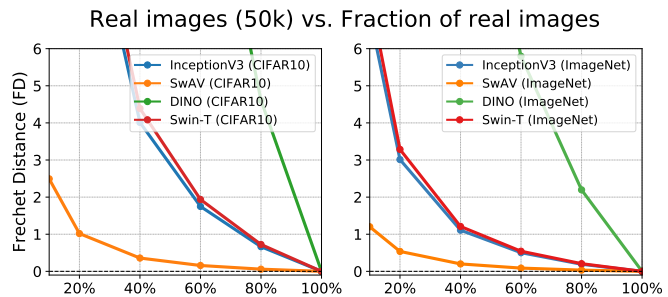 Real images (50k) vs. Fraction of real images
Frechet Distance (FD)
6
5
4
3
2
1
0
20%
40%
60%
80%
100%
InceptionV3 (CIFAR10)
SwAV (CIFAR10)
DINO (CIFAR10)
Swin-T (CIFAR10)
6
5
4
3
2
1
0
20%
40%
60%
80%
100%
InceptionV3 (ImageNet)
SwAV (ImageNet)
DINO (ImageNet)
Swin-T (ImageNet)